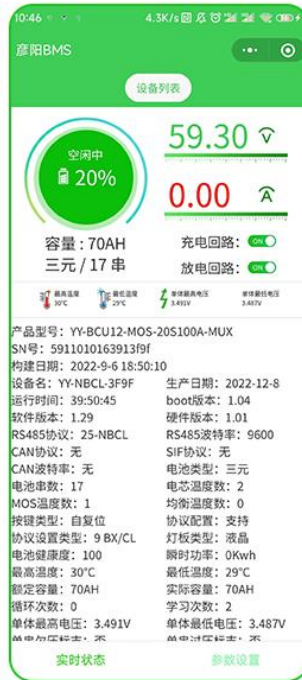 10:46 4.3K/s
彦阳BMS
设备列表
空闲中
20%
59.30 V
0.00 A
容量：70AH
三元 / 17 串
充电回路： ON
放电回路： ON
最高温度 30℃
最低温度 29℃
单体最高电压 3.491V
单体最低电压 3.487V
产品型号：YY-BCU12-MOS-20S100A-MUX
SN号：5911010163913f9f
构建日期：2022-9-6 18:50:10
设备名：YY-NBCL-3F9F 生产日期：2022-12-8
运行时间：39:50:45 boot版本：1.04
软件版本：1.29 硬件版本：1.01
RS485协议：25-NBCL RS485波特率：9600
CAN协议：无 SIF协议：无
CAN波特率：无 电池类型：三元
电池串数：17 电芯温度数：2
MOS温度数：1 均衡温度数：0
按键类型：自复位 协议配置：支持
协议设置类型：9 BX/CL 灯板类型：液晶
电池健康度：100 瞬时功率：0Kwh
最高温度：30℃ 最低温度：29℃
额定容量：70AH 实际容量：70AH
循环次数：0 学习次数：2
单体最高电压：3.491V 单体最低电压：3.487V
单串欠压标志：否 单串过压标志：否
实时状态 参数设置